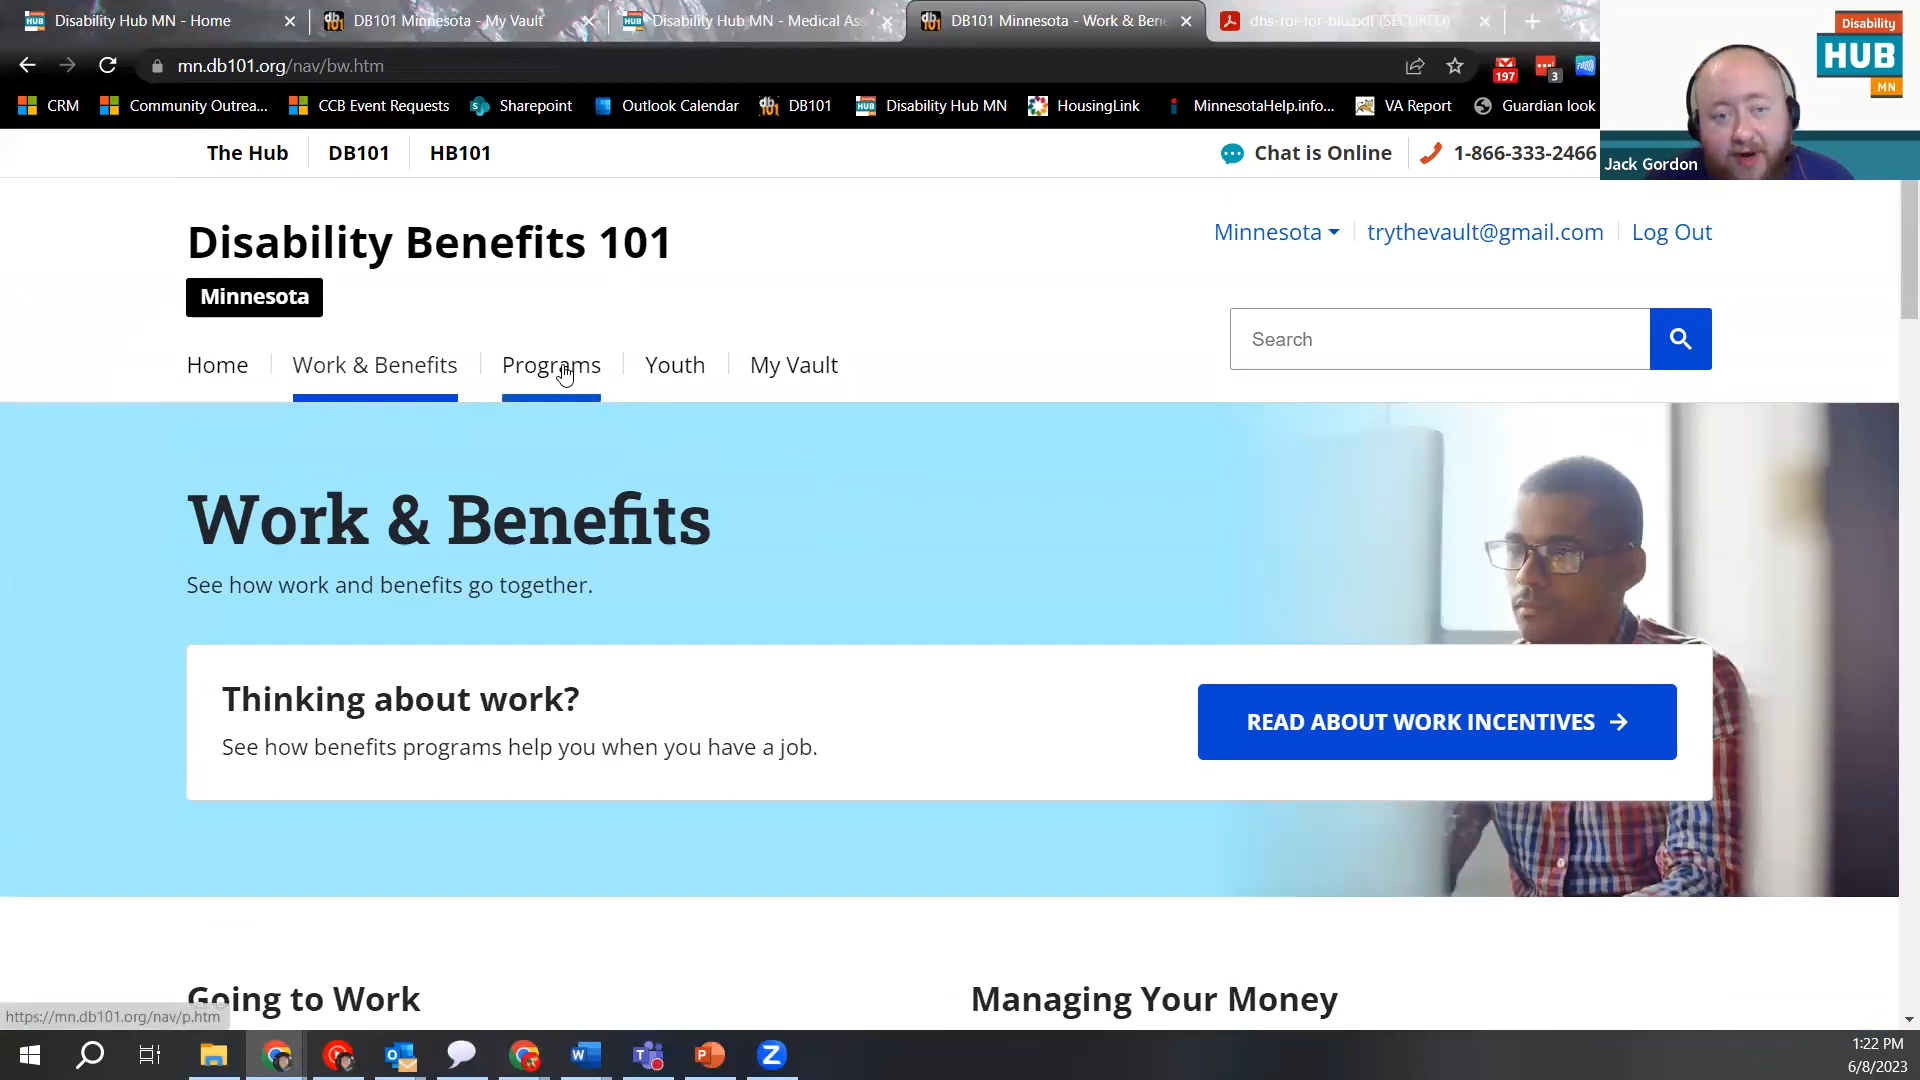 Disability Hub MN - Home
DB101 Minnesota - My Vault
Disability Hub MN - Medical Ass
DB101 Minnesota - Work & Bene
dhs-roi-for-blu.pdf (SECURED)
mn.db101.org/nav/bw.htm
197
3
CRM
Community Outrea...
CCB Event Requests
Sharepoint
Outlook Calendar
DB101
Disability Hub MN
HousingLink
MinnesotaHelp.info...
VA Report
Guardian look
Disability
HUB
MN
Jack Gordon
The Hub
DB101
HB101
Chat is Online
1-866-333-2466
Disability Benefits 101
Minnesota
Minnesota
trythevault@gmail.com
Log Out
Search
Home
Work & Benefits
Programs
Youth
My Vault
Work & Benefits
See how work and benefits go together.
Thinking about work?
See how benefits programs help you when you have a job.
READ ABOUT WORK INCENTIVES
Going to Work
Managing Your Money
https://mn.db101.org/nav/p.htm
1:22 PM
6/8/2023